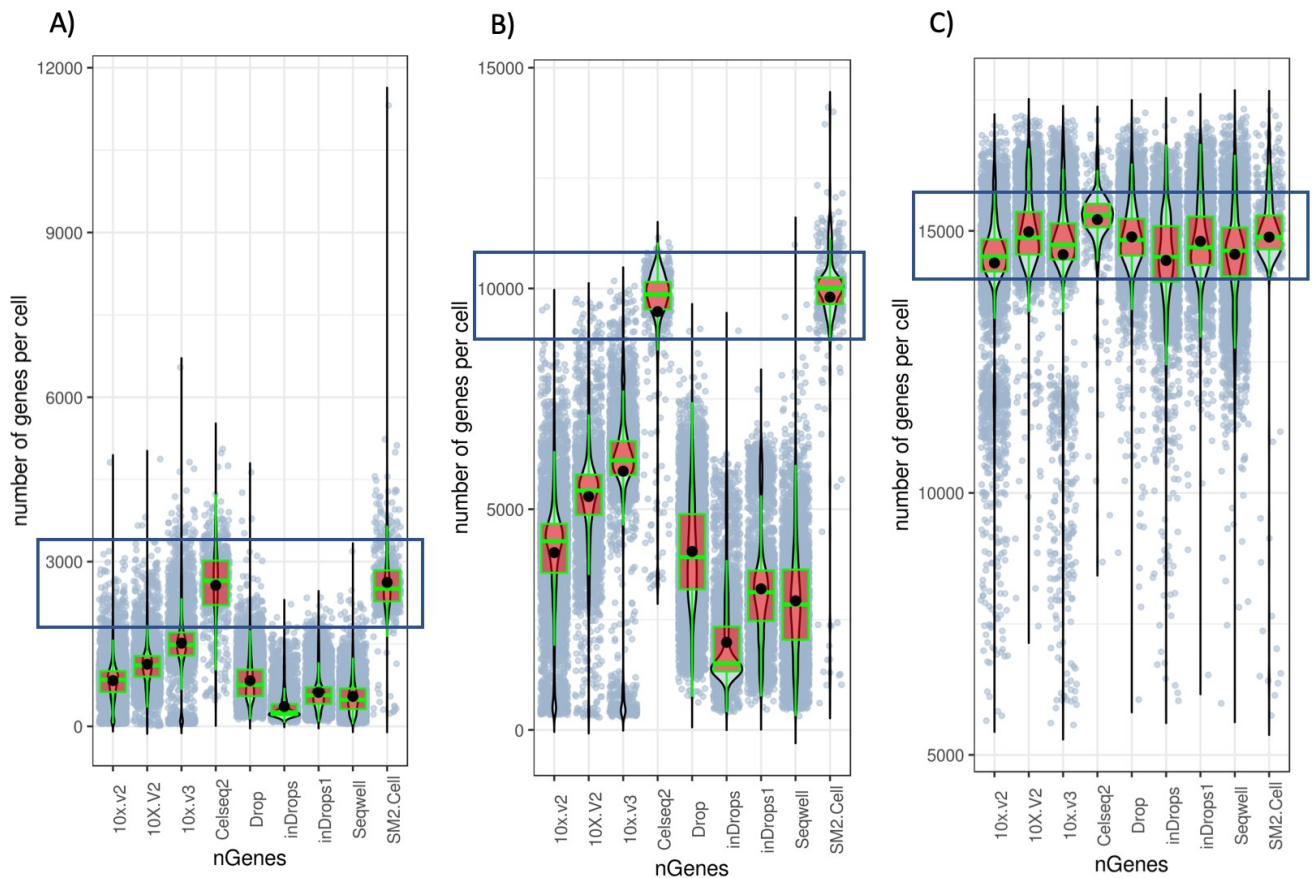 A)
B)
C)
number of genes per cell
12000
9000
6000
3000
0
10x.v2
10X.V2
10x.v3
Celseq2
Drop
inDrops
inDrops1
Seqwell
SM2.Cell
nGenes
number of genes per cell
15000
10000
5000
0
10x.v2
10X.V2
10x.v3
Celseq2
Drop
inDrops
inDrops1
Seqwell
SM2.Cell
nGenes
number of genes per cell
15000
10000
5000
10x.v2
10X.V2
10x.v3
Celseq2
Drop
inDrops
inDrops1
Seqwell
SM2.Cell
nGenes